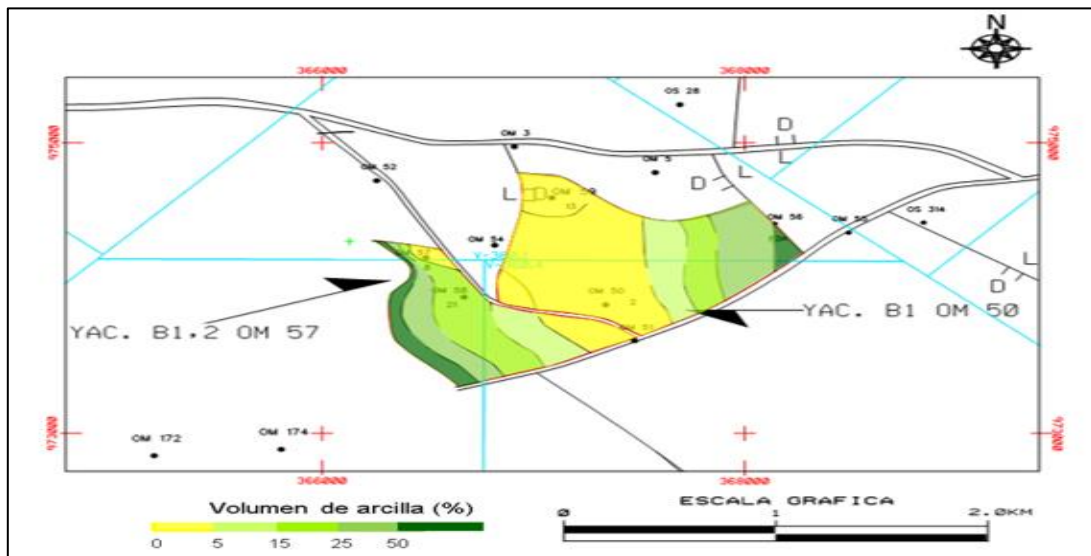 N
366000
368000
OS 28
D
L
975000
975000
OM 3
OM 5
OM 52
D
L
L
D
OM 59
13
OM 56
OM 55
OS 314
OM 54
L
D
OM 58
21
OM 50
2
YAC. B1.2 OM 57
YAC. B1 OM 50
OM 51
973000
973000
OM 172
OM 174
366000
368000
Volumen de arcilla (%)
0 5 15 25 50
ESCALA GRAFICA
0 1 2.0KM